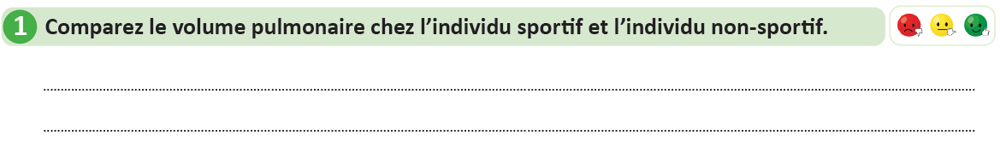 1 Comparez le volume pulmonaire chez l'individu sportif et l'individu non-sportif.